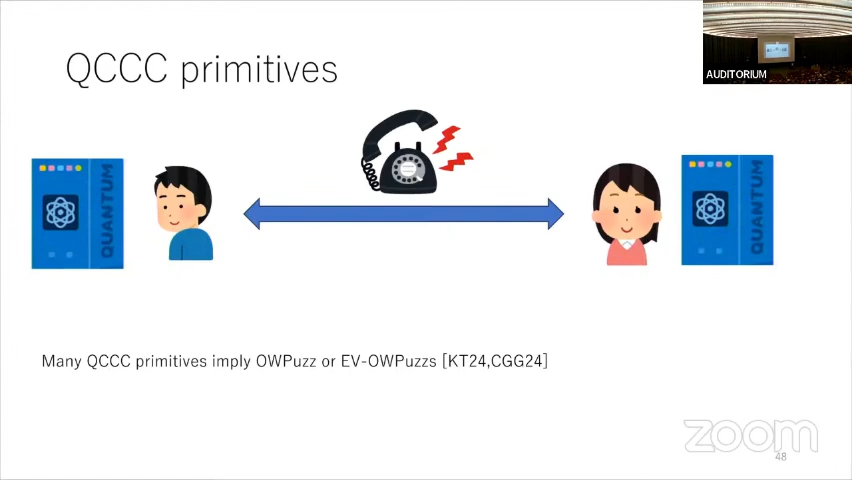 QCCC primitives
AUDITORIUM
QUANTUM
QUANTUM
Many QCCC primitives imply OWPuzz or EV-OWPuzzs [KT24,CGG24]
zoom
48